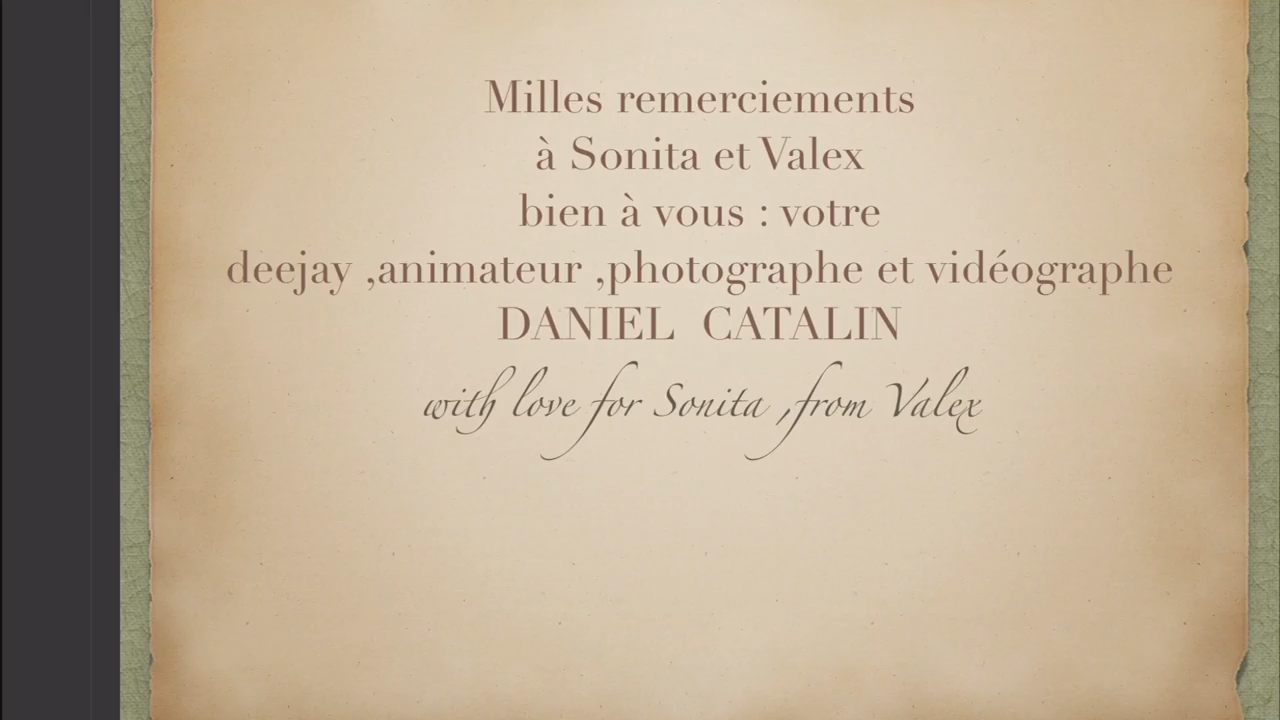 Milles remerciements
à Sonita et Valex
bien à vous : votre
deejay ,animateur ,photographe et vidéographe
DANIEL CATALIN
with love for Sonita ,from Valex